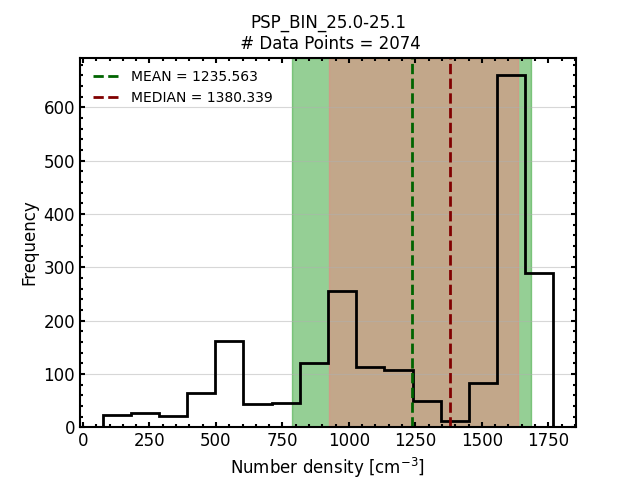 PSP_BIN_25.0-25.1
# Data Points = 2074
MEAN = 1235.563
MEDIAN = 1380.339
600
500
400
300
200
100
0
Frequency
0 250 500 750 1000 1250 1500 1750
Number density [cm⁻³]